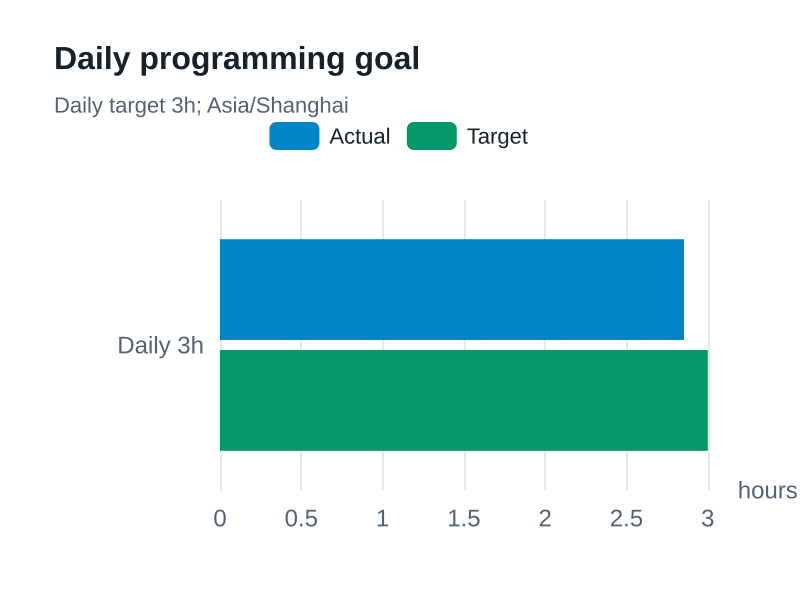 Daily programming goal
Daily target 3h; Asia/Shanghai
Actual Target
Daily 3h
hours
0 0.5 1 1.5 2 2.5 3